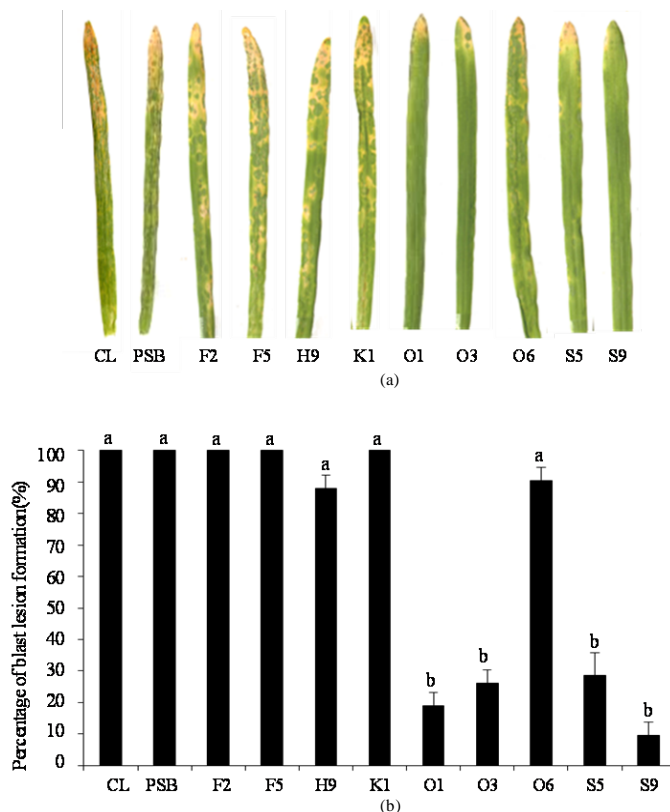 CL PSB F2 F5 H9 K1 O1 O3 O6 S5 S9
(a)
a a a a a a b b a b b
Percentage of blast lesion formation(%)
100
90
80
70
60
50
40
30
20
10
0
CL PSB F2 F5 H9 K1 O1 O3 O6 S5 S9
(b)